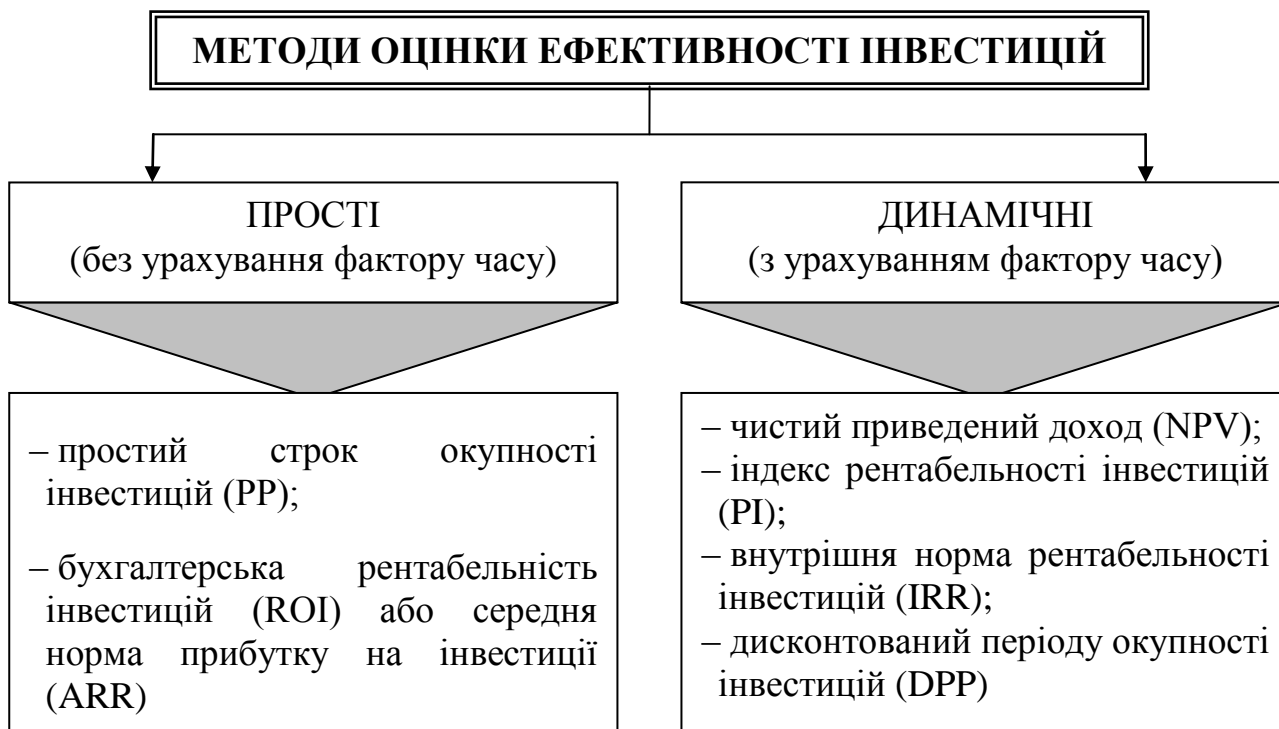 МЕТОДИ ОЦІНКИ ЕФЕКТИВНОСТІ ІНВЕСТИЦІЙ
ПРОСТІ
(без урахування фактору часу)
ДИНАМІЧНІ
(з урахуванням фактору часу)
– простий строк окупності
інвестицій (PP);
– бухгалтерська рентабельність
інвестицій (ROI) або середня
норма прибутку на інвестиції
(ARR)
– чистий приведений доход (NPV);
– індекс рентабельності інвестицій
(PI);
– внутрішня норма рентабельності
інвестицій (IRR);
– дисконтований періоду окупності
інвестицій (DPP)